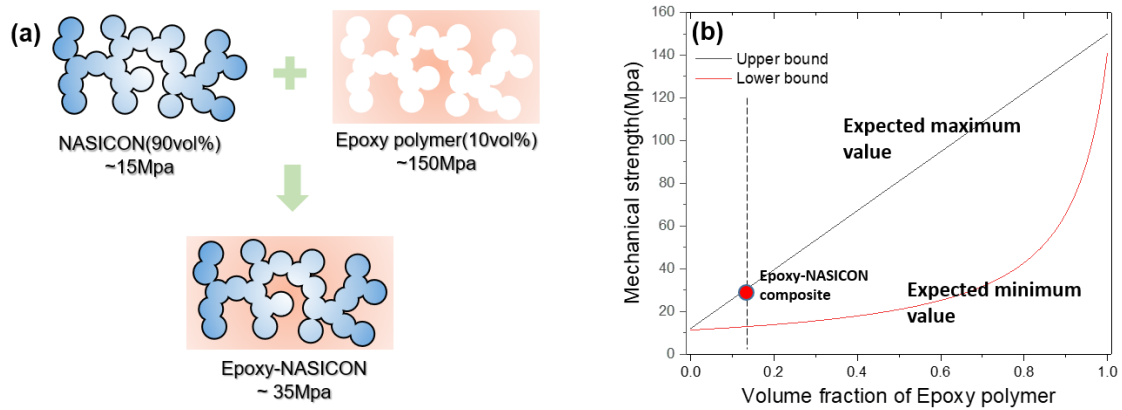 (a)
NASICON(90vol%)
~15Mpa
Epoxy polymer(10vol%)
~150Mpa
Epoxy-NASICON
~ 35Mpa
(b)
Mechanical strength(Mpa)
160
140
120
100
80
60
40
20
0
Upper bound
Lower bound
Expected maximum
value
Epoxy-NASICON
composite
Expected minimum
value
0.0
0.2
0.4
0.6
0.8
1.0
Volume fraction of Epoxy polymer